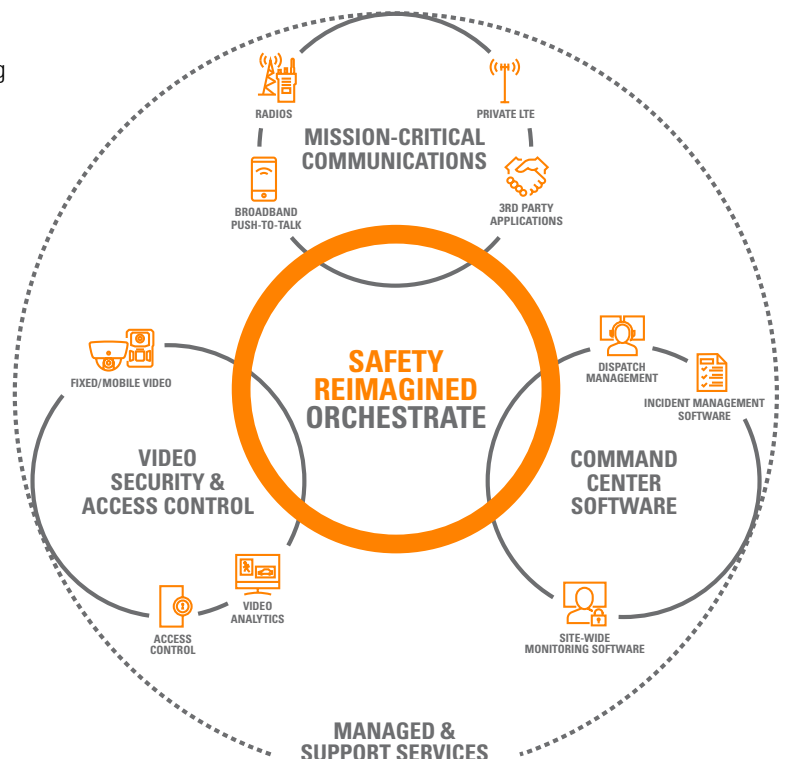 g
RADIOS
PRIVATE LTE
MISSION-CRITICAL
COMMUNICATIONS
BROADBAND
PUSH-TO-TALK
3RD PARTY
APPLICATIONS
SAFETY
REIMAGINED
ORCHESTRATE
FIXED/MOBILE VIDEO
VIDEO
SECURITY &
ACCESS CONTROL
VIDEO
ANALYTICS
ACCESS
CONTROL
DISPATCH
MANAGEMENT
INCIDENT MANAGEMENT
SOFTWARE
COMMAND
CENTER
SOFTWARE
SITE-WIDE
MONITORING SOFTWARE
MANAGED &
SUPPORT SERVICES